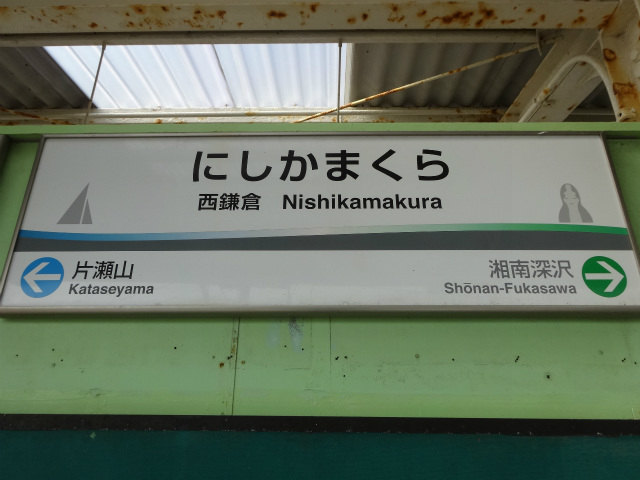 にしかまくら
西鎌倉 Nishikamakura
片瀬山
Kataseyama
湘南深沢
Shōnan-Fukasawa